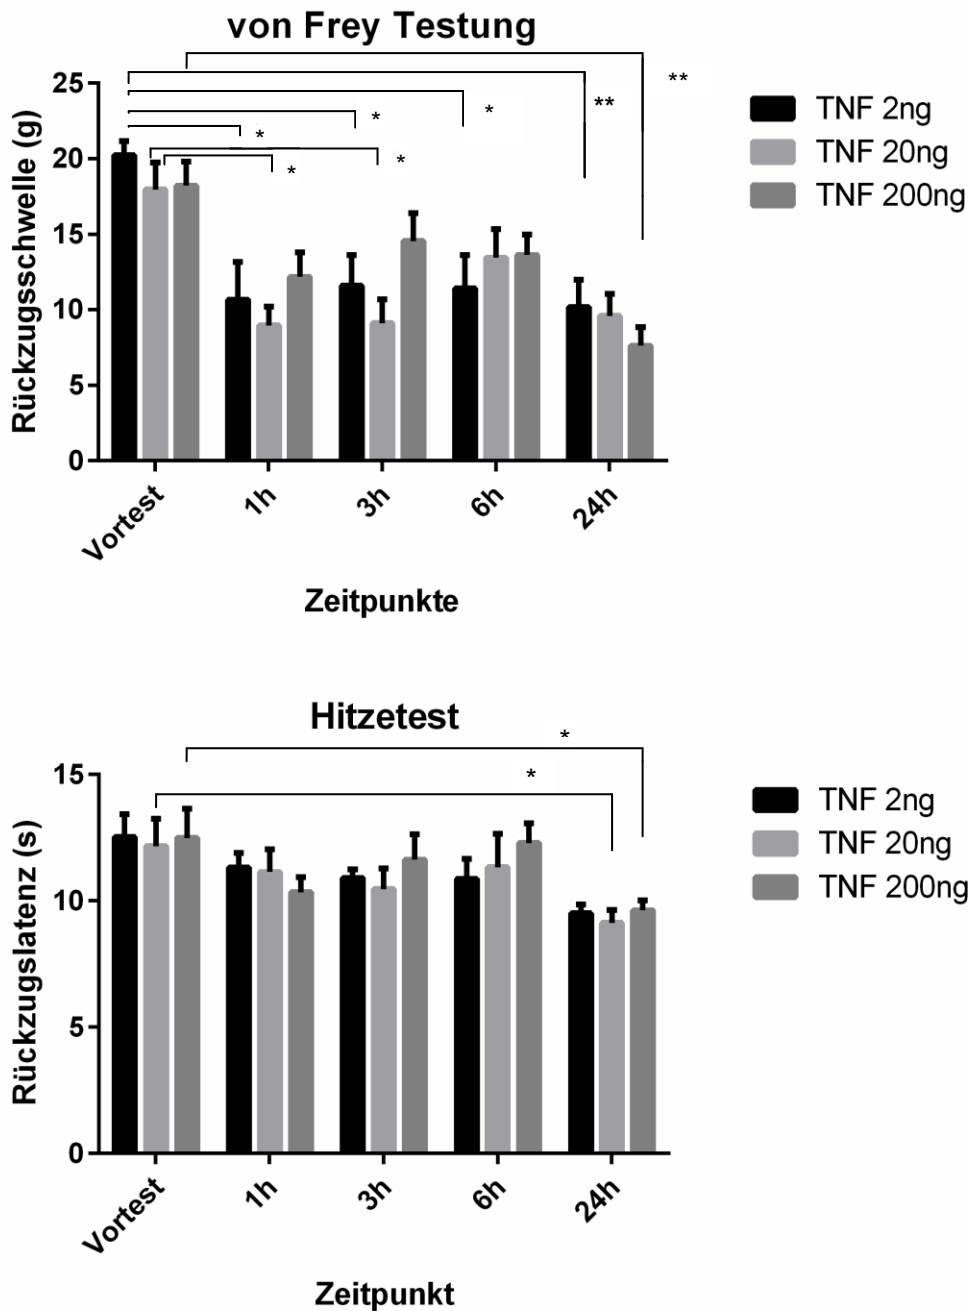 von Frey Testung
Rückzugsschwelle (g)
25
20
15
10
5
0
**
**
*
*
*
*
*
TNF 2ng
TNF 20ng
TNF 200ng
Vortest
1h
3h
6h
24h
Zeitpunkte
Hitzetest
Rückzugslatenz (s)
15
10
5
0
*
*
TNF 2ng
TNF 20ng
TNF 200ng
Vortest
1h
3h
6h
24h
Zeitpunkt